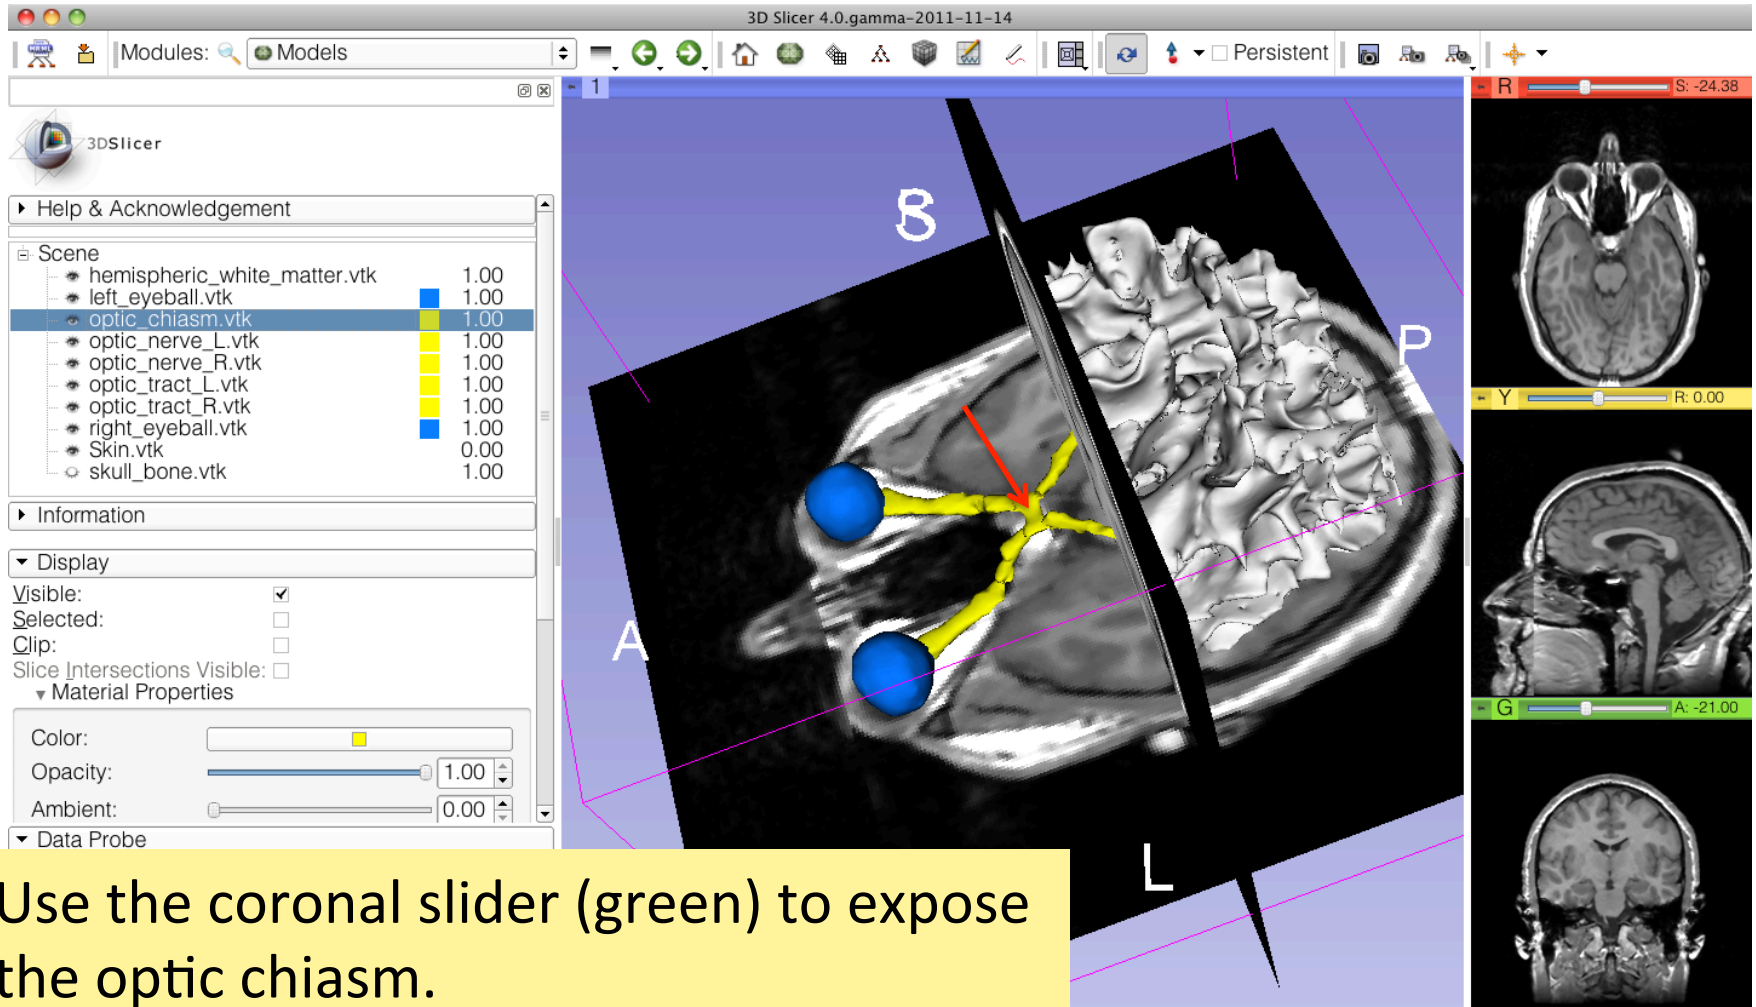 3D Slicer 4.0.gamma-2011-11-14
Modules: Models Persistent
1
R S: -24.38
3DSlicer
Help & Acknowledgement
Scene
hemispheric_white_matter.vtk 1.00
left_eyeball.vtk 1.00
optic_chiasm.vtk 1.00
optic_nerve_L.vtk 1.00
optic_nerve_R.vtk 1.00
optic_tract_L.vtk 1.00
optic_tract_R.vtk 1.00
right_eyeball.vtk 1.00
Skin.vtk 0.00
skull_bone.vtk 1.00
Information
Display
Visible:
Selected:
Clip:
Slice Intersections Visible:
Material Properties
Color:
Opacity: 1.00
Ambient: 0.00
Data Probe
P
A
L
Y R: 0.00
G A: -21.00
Use the coronal slider (green) to expose
the optic chiasm.